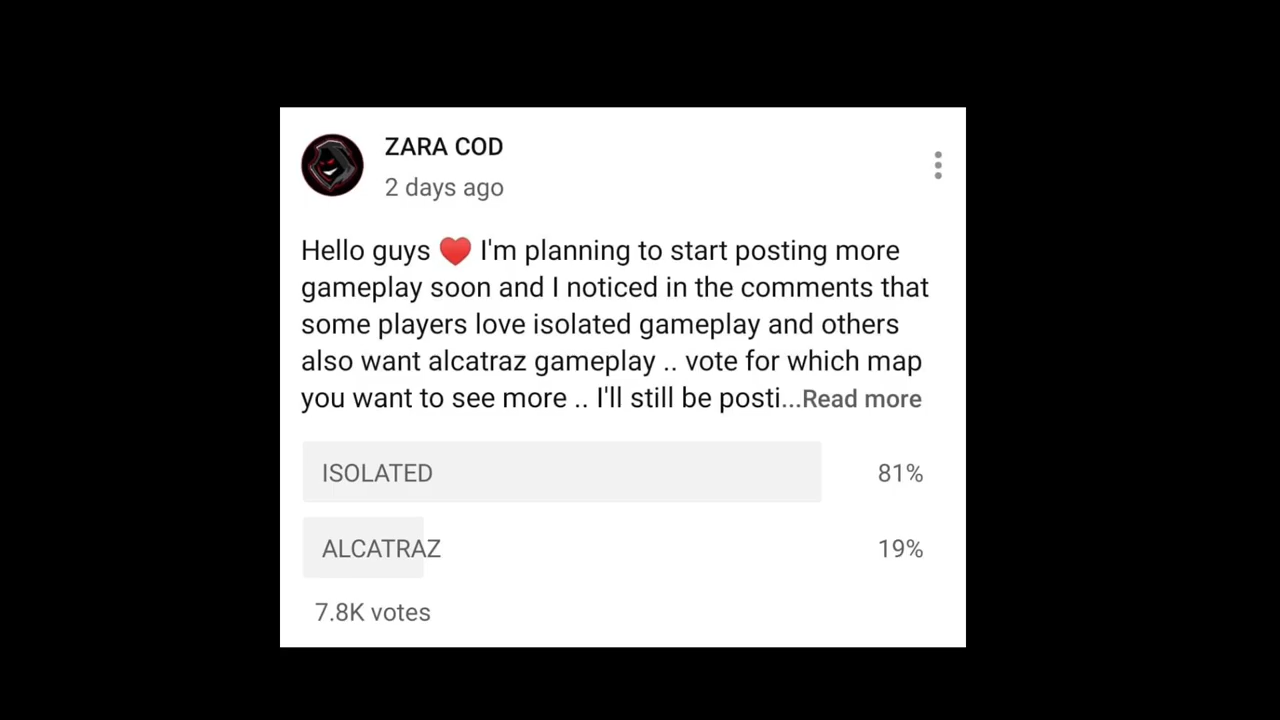 ZARA COD
2 days ago
Hello guys ❤️ I'm planning to start posting more
gameplay soon and I noticed in the comments that
some players love isolated gameplay and others
also want alcatraz gameplay .. vote for which map
you want to see more .. I'll still be posti...Read more
ISOLATED 81%
ALCATRAZ 19%
7.8K votes